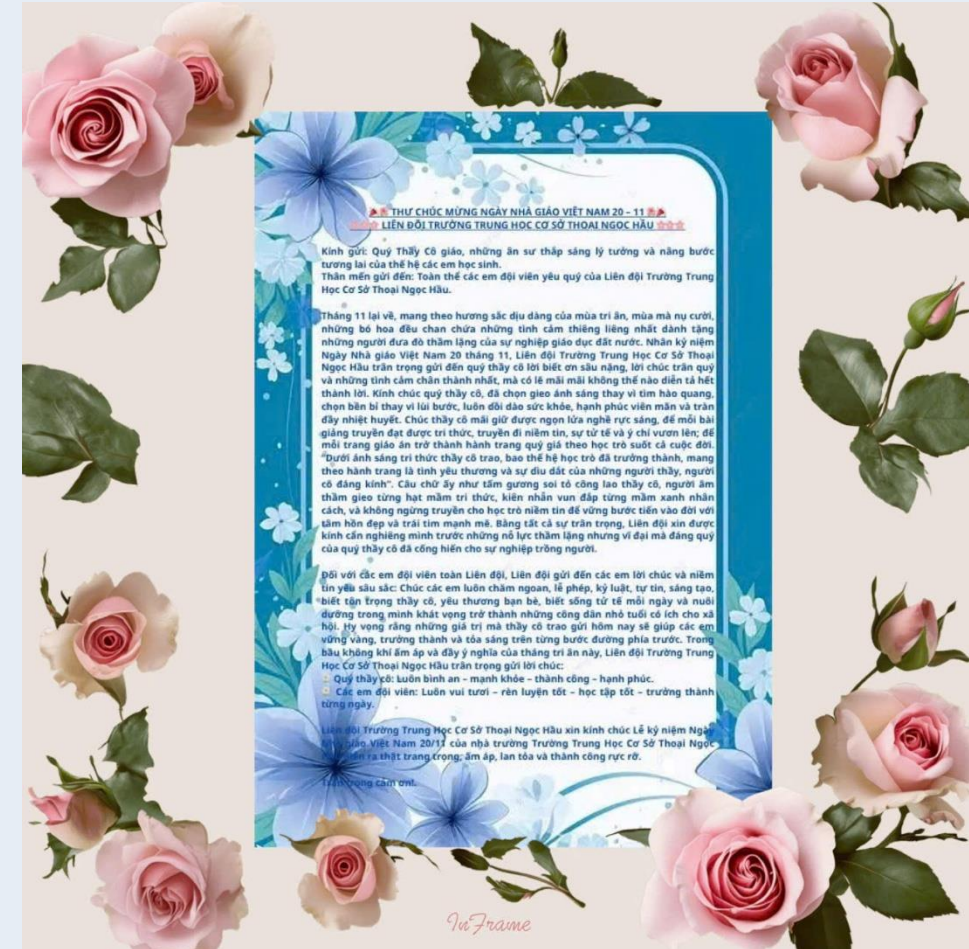 THƯ CHÚC MỪNG NGÀY NHÀ GIÁO VIỆT NAM 20 – 11
LIÊN ĐỘI TRƯỜNG TRUNG HỌC CƠ SỞ THOẠI NGỌC HẦU
Kính gửi: Quý Thầy Cô giáo, những ân sư thắp sáng lý tưởng và nâng bước
tương lai của thế hệ các em học sinh.
Thân mến gửi đến: Toàn thể các em đội viên yêu quý của Liên đội Trường Trung
Học Cơ Sở Thoại Ngọc Hầu.
Tháng 11 lại về, mang theo hương sắc dịu dàng của mùa tri ân, mùa mà nụ cười,
những bó hoa đều chan chứa những tình cảm thiêng liêng nhất dành tặng
những người đưa đò thầm lặng của sự nghiệp giáo dục đất nước. Nhân kỷ niệm
Ngày Nhà giáo Việt Nam 20 tháng 11, Liên đội Trường Trung Học Cơ Sở Thoại
Ngọc Hầu trân trọng gửi đến quý thầy cô lời biết ơn sâu nặng, lời chúc trân quý
và những tình cảm chân thành nhất, mà có lẽ mãi mãi không thể nào diễn tả hết
thành lời. Kính chúc quý thầy cô, đã chọn gieo ánh sáng thay vì tìm hào quang,
chọn bền bỉ thay vì lùi bước, luôn dồi dào sức khỏe, hạnh phúc viên mãn và tràn
đầy nhiệt huyết. Chúc thầy cô mãi giữ được ngọn lửa nghề rực sáng, để mỗi bài
giảng truyền đạt được tri thức, truyền đi niềm tin, sự tử tế và ý chí vươn lên; để
mỗi trang giáo án trở thành hành trang quý giá theo học trò suốt cả cuộc đời.
"Dưới ánh sáng tri thức thầy cô trao, bao thế hệ học trò đã trưởng thành, mang
theo hành trang là tình yêu thương và sự dìu dắt của những người thầy, người
cô đáng kính". Câu chữ ấy như tấm gương soi tỏ công lao thầy cô, người âm
thầm gieo từng hạt mầm tri thức, kiên nhẫn vun đắp từng mầm xanh nhân
cách, và không ngừng truyền cho học trò niềm tin để vững bước tiến vào đời với
tâm hồn đẹp và trái tim mạnh mẽ. Bằng tất cả sự trân trọng, Liên đội xin được
kính cẩn nghiêng mình trước những nỗ lực thầm lặng nhưng vĩ đại mà đáng quý
của quý thầy cô đã cống hiến cho sự nghiệp trồng người.
Đối với các em đội viên toàn Liên đội, Liên đội gửi đến các em lời chúc và niềm
tin yêu sâu sắc: Chúc các em luôn chăm ngoan, lễ phép, kỷ luật, tự tin, sáng tạo,
biết tôn trọng thầy cô, yêu thương bạn bè, biết sống tử tế mỗi ngày và nuôi
dưỡng trong mình khát vọng trở thành những công dân nhỏ tuổi có ích cho xã
hội. Hy vọng rằng những giá trị mà thầy cô trao gửi hôm nay sẽ giúp các em
vững vàng, trưởng thành và tỏa sáng trên từng bước đường phía trước. Trong
bầu không khí ấm áp và đầy ý nghĩa của tháng tri ân này, Liên đội Trường Trung
Học Cơ Sở Thoại Ngọc Hầu trân trọng gửi lời chúc:
Quý thầy cô: Luôn bình an – mạnh khỏe – thành công – hạnh phúc.
Các em đội viên: Luôn vui tươi – rèn luyện tốt – học tập tốt – trưởng thành
từng ngày.
Liên đội Trường Trung Học Cơ Sở Thoại Ngọc Hầu xin kính chúc Lễ kỷ niệm Ngày
giáo Việt Nam 20/11 của nhà trường Trường Trung Học Cơ Sở Thoại Ngọc
ra thật trang trọng, ấm áp, lan tỏa và thành công rực rỡ.
trọng cảm ơn!.
InFrame